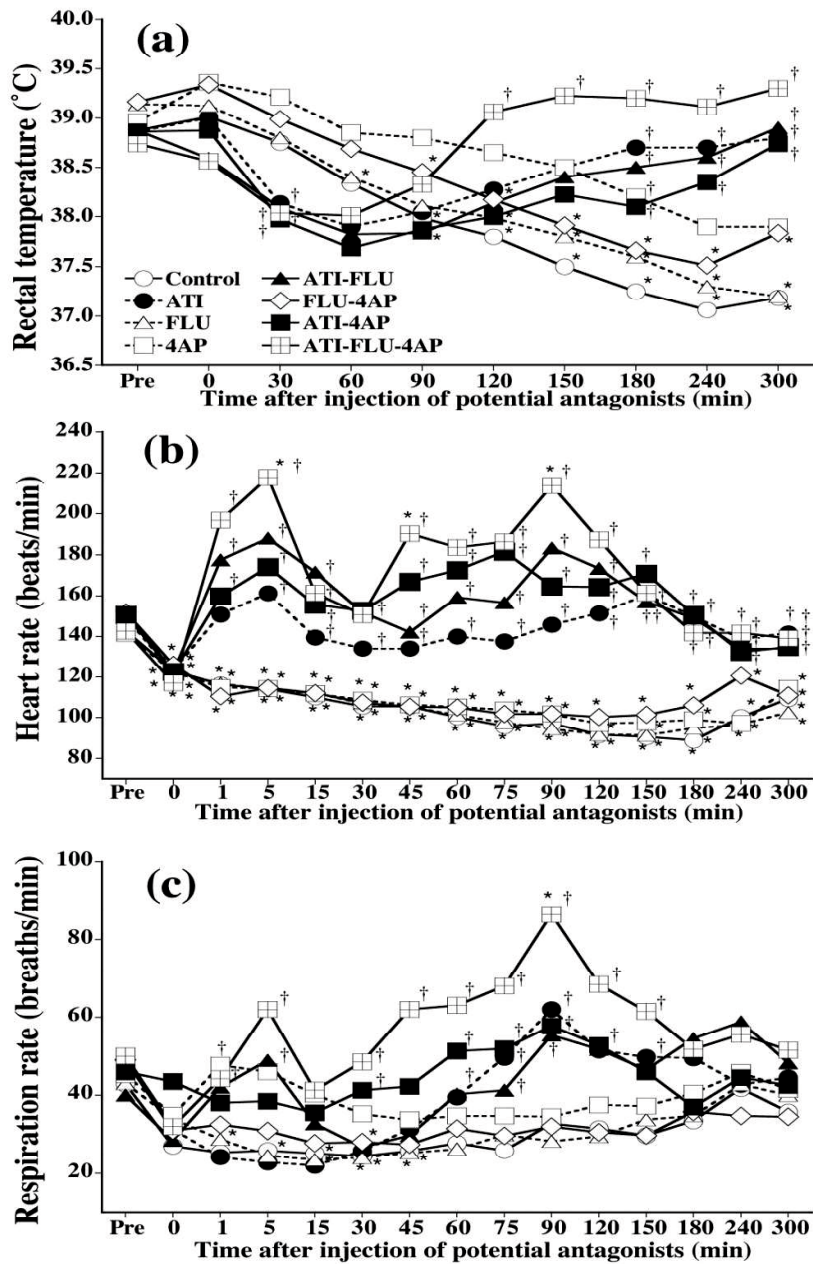 (a)
Rectal temperature (˚C)
40.0
39.5
39.0
38.5
38.0
37.5
37.0
36.5
Control
ATI
FLU
4AP
ATI-FLU
FLU-4AP
ATI-4AP
ATI-FLU-4AP
Pre 0 30 60 90 120 150 180 240 300
Time after injection of potential antagonists (min)
(b)
Heart rate (beats/min)
240
220
200
180
160
140
120
100
80
Pre 0 1 5 15 30 45 60 75 90 120 150 180 240 300
Time after injection of potential antagonists (min)
(c)
Respiration rate (breaths/min)
100
80
60
40
20
Pre 0 1 5 15 30 45 60 75 90 120 150 180 240 300
Time after injection of potential antagonists (min)